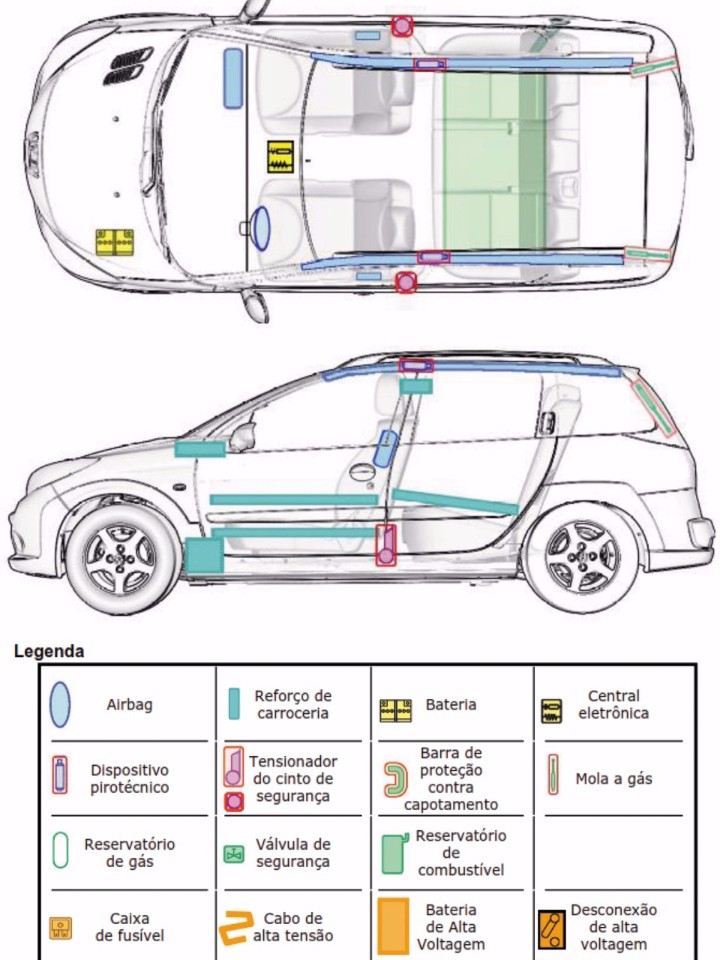 Legenda
Airbag
Reforço de
carroceria
Bateria
Central
eletrônica
Dispositivo
pirotécnico
Tensionador
do cinto de
segurança
Barra de
proteção
contra
capotamento
Mola a gás
Reservatório
de gás
Válvula de
segurança
Reservatório
de
combustível
Caixa
de fusível
Cabo de
alta tensão
Bateria
de Alta
Voltagem
Desconexão
de alta
voltagem